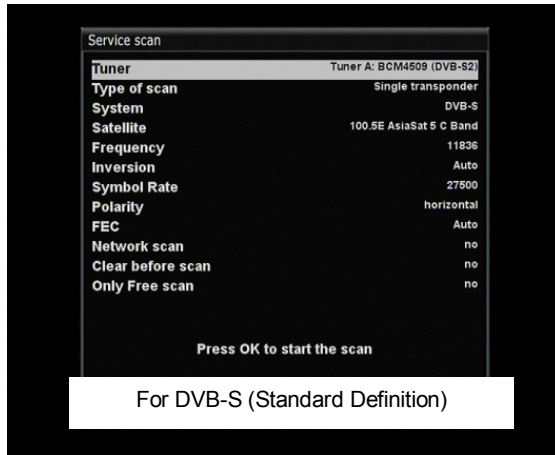 Service scan
Tuner Tuner A: BCM4509 (DVB-S2)
Type of scan Single transponder
System DVB-S
Satellite 100.5E AsiaSat 5 C Band
Frequency 11836
Inversion Auto
Symbol Rate 27500
Polarity horizontal
FEC Auto
Network scan no
Clear before scan no
Only Free scan no
Press OK to start the scan
For DVB-S (Standard Definition)